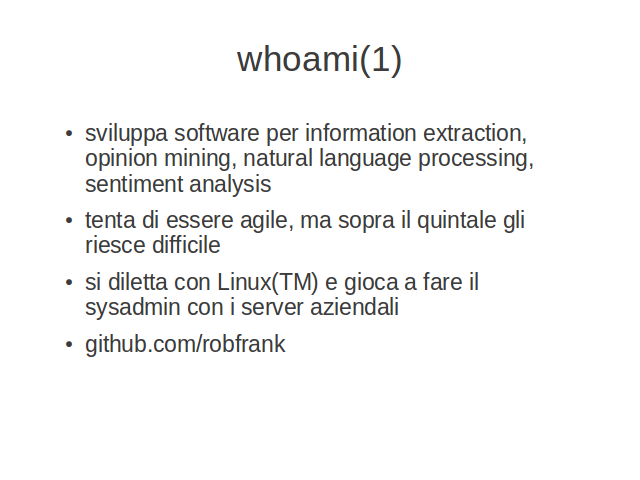 whoami(1)
• sviluppa software per information extraction,
opinion mining, natural language processing,
sentiment analysis
• tenta di essere agile, ma sopra il quintale gli
riesce difficile
• si diletta con Linux(TM) e gioca a fare il
sysadmin con i server aziendali
• github.com/robfrank